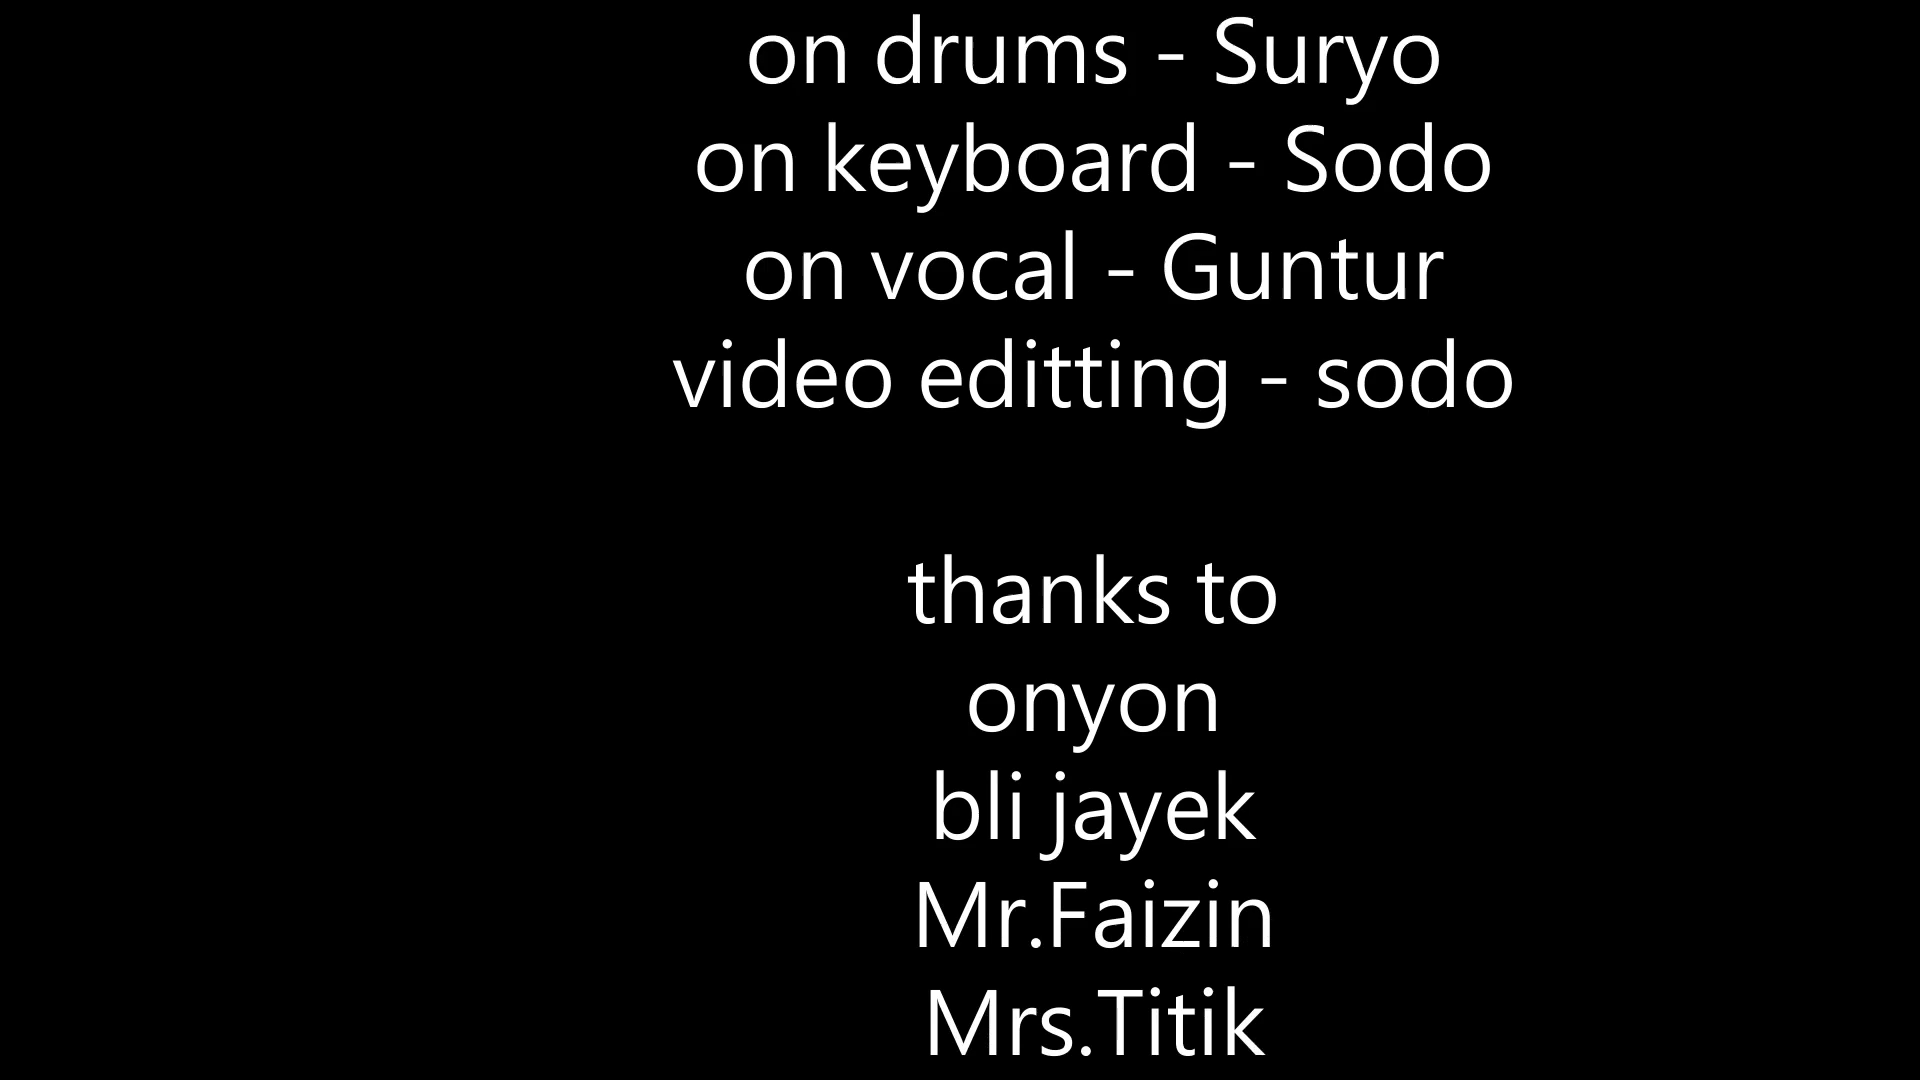 on drums - Suryo
on keyboard - Sodo
on vocal - Guntur
video editting - sodo
thanks to
onyon
bli jayek
Mr.Faizin
Mrs.Titik